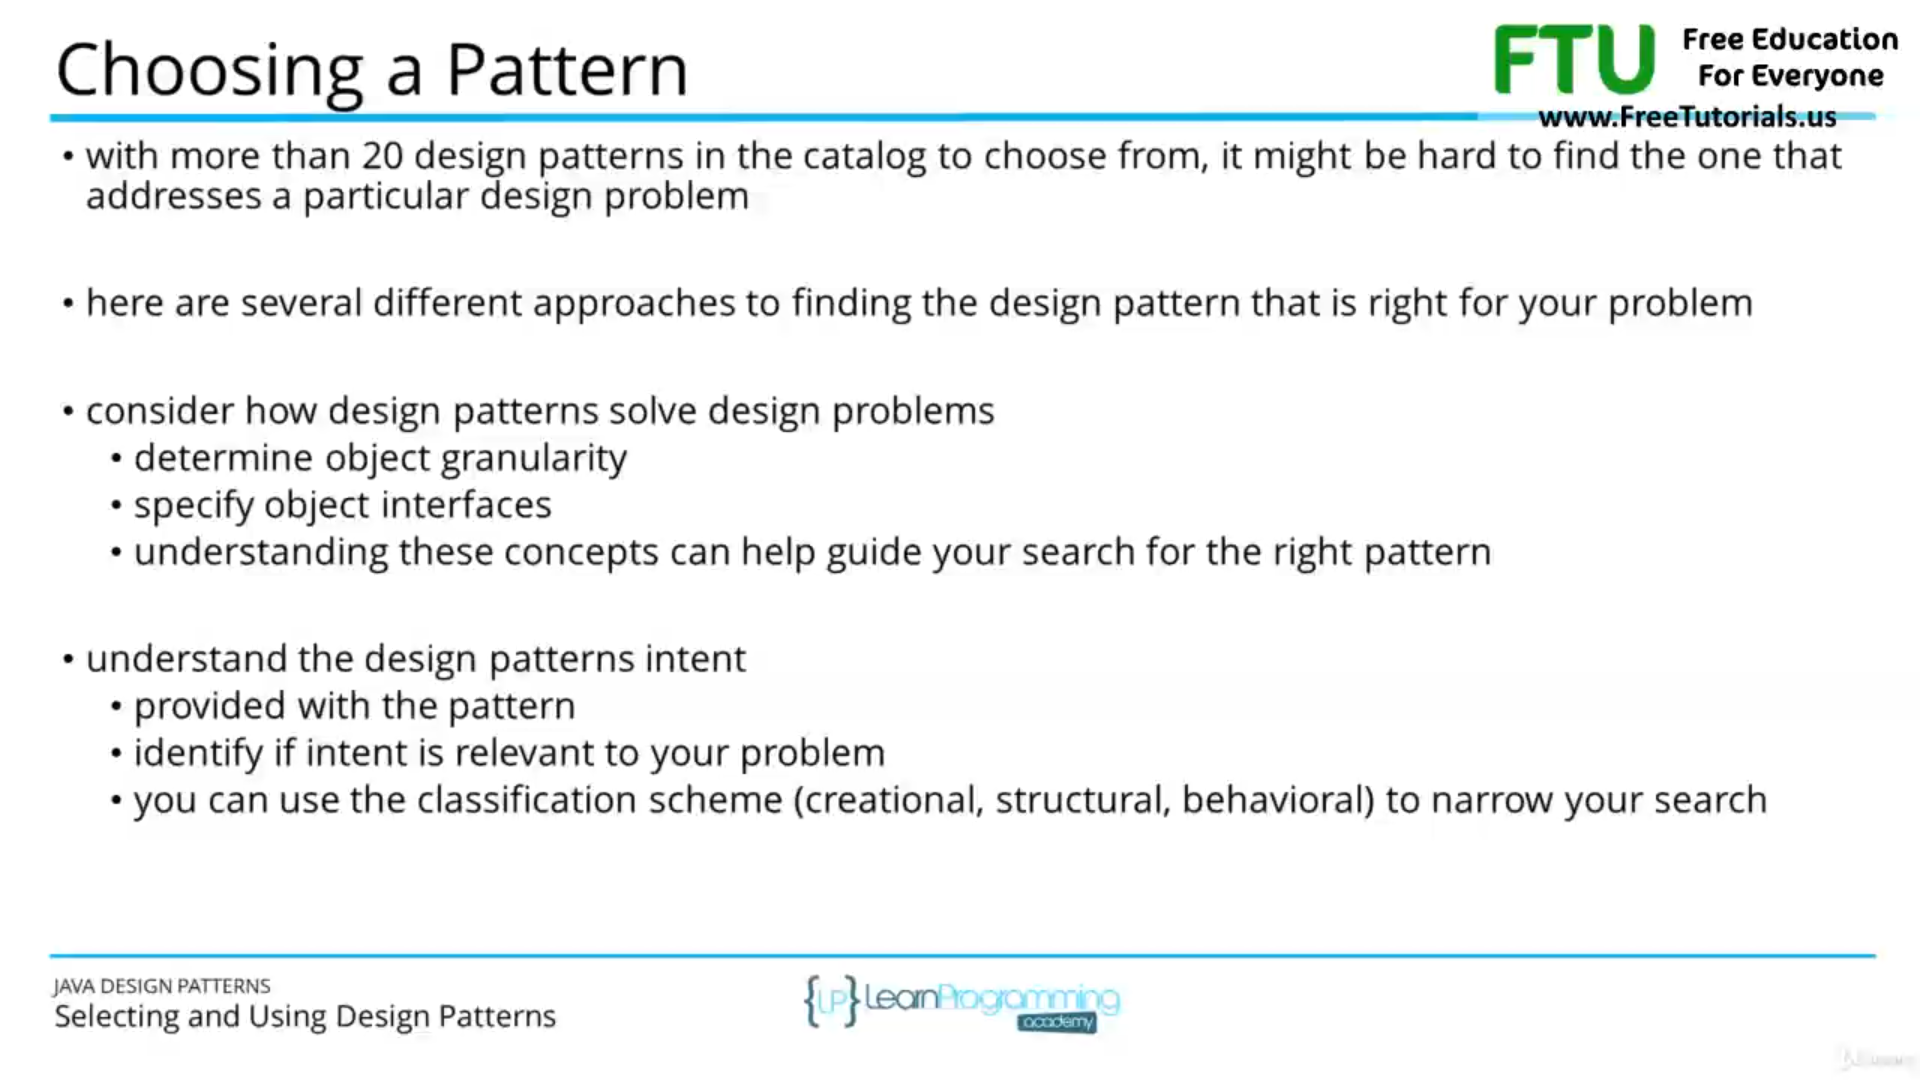 Choosing a Pattern
FTU
Free Education
For Everyone
www.FreeTutorials.us
• with more than 20 design patterns in the catalog to choose from, it might be hard to find the one that
addresses a particular design problem
• here are several different approaches to finding the design pattern that is right for your problem
• consider how design patterns solve design problems
• determine object granularity
• specify object interfaces
• understanding these concepts can help guide your search for the right pattern
• understand the design patterns intent
• provided with the pattern
• identify if intent is relevant to your problem
• you can use the classification scheme (creational, structural, behavioral) to narrow your search
JAVA DESIGN PATTERNS
Selecting and Using Design Patterns
{LP} LearnProgramming
academy